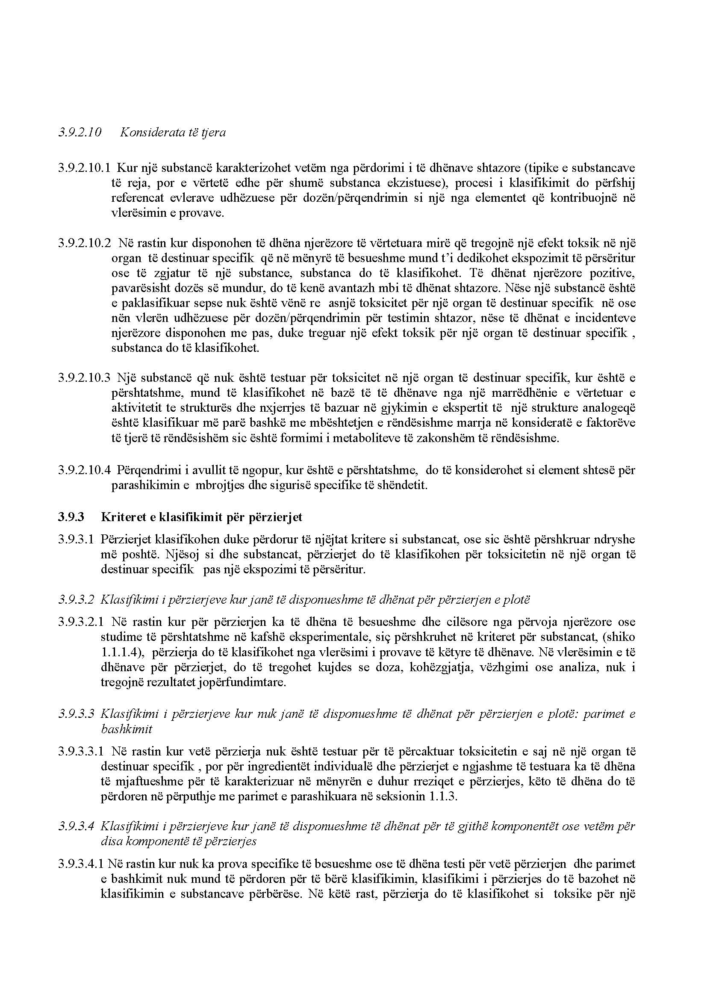 3.9.2.10 Konsiderata të tjera
3.9.2.10.1 Kur një substancë karakterizohet vetëm nga përdorimi i të dhënave shtazore (tipike e substancave
të reja, por e vërtetë edhe për shumë substanca ekzistuese), procesi i klasifikimit do përfshij
referencat evlerave udhëzuese për dozën/përqendrimin si një nga elementet që kontribuojnë në
vlerësimin e provave.
3.9.2.10.2 Në rastin kur disponohen të dhëna njerëzore të vërtetuara mirë që tregojnë një efekt toksik në një
organ të destinuar specifik që në mënyrë të besueshme mund t’i dedikohet ekspozimit të përsëritur
ose të zgjatur të një substance, substanca do të klasifikohet. Të dhënat njerëzore pozitive,
pavarësisht dozës së mundur, do të kenë avantazh mbi të dhënat shtazore. Nëse një substancë është
e paklasifikuar sepse nuk është vënë re asnjë toksicitet për një organ të destinuar specifik në ose
nën vlerën udhëzuese për dozën/përqendrimin për testimin shtazor, nëse të dhënat e incidenteve
njerëzore disponohen me pas, duke treguar një efekt toksik për një organ të destinuar specifik ,
substanca do të klasifikohet.
3.9.2.10.3 Një substancë që nuk është testuar për toksicitet në një organ të destinuar specifik, kur është e
përshtatshme, mund të klasifikohet në bazë të të dhënave nga një marrëdhënie e vërtetuar e
aktivitetit te strukturës dhe nxjerrjes të bazuar në gjykimin e ekspertit të një strukture analogeqë
është klasifikuar më parë bashkë me mbështetjen e rëndësishme marrja në konsideratë e faktorëve
të tjerë të rëndësishëm sic është formimi i metaboliteve të zakonshëm të rëndësishme.
3.9.2.10.4 Përqendrimi i avullit të ngopur, kur është e përshtatshme, do të konsiderohet si element shtesë për
parashikimin e mbrojtjes dhe sigurisë specifike të shëndetit.
3.9.3 Kriteret e klasifikimit për përzierjet
3.9.3.1 Përzierjet klasifikohen duke përdorur të njëjtat kritere si substancat, ose sic është përshkruar ndryshe
më poshtë. Njësoj si dhe substancat, përzierjet do të klasifikohen për toksicitetin në një organ të
destinuar specifik pas një ekspozimi të përsëritur.
3.9.3.2 Klasifikimi i përzierjeve kur janë të disponueshme të dhënat për përzierjen e plotë
3.9.3.2.1 Në rastin kur për përzierjen ka të dhëna të besueshme dhe cilësore nga përvoja njerëzore ose
studime të përshtatshme në kafshë eksperimentale, siç përshkruhet në kriteret për substancat, (shiko
1.1.1.4), përzierja do të klasifikohet nga vlerësimi i provave të këtyre të dhënave. Në vlerësimin e të
dhënave për përzierjet, do të tregohet kujdes se doza, kohëzgjatja, vëzhgimi ose analiza, nuk i
tregojnë rezultatet jopërfundimtare.
3.9.3.3 Klasifikimi i përzierjeve kur nuk janë të disponueshme të dhënat për përzierjen e plotë: parimet e
bashkimit
3.9.3.3.1 Në rastin kur vetë përzierja nuk është testuar për të përcaktuar toksicitetin e saj në një organ të
destinuar specifik , por për ingredientët individualë dhe përzierjet e ngjashme të testuara ka të dhëna
të mjaftueshme për të karakterizuar në mënyrën e duhur rreziqet e përzierjes, këto të dhëna do të
përdoren në përputhje me parimet e parashikuara në seksionin 1.1.3.
3.9.3.4 Klasifikimi i përzierjeve kur janë të disponueshme të dhënat për të gjithë komponentët ose vetëm për
disa komponentë të përzierjes
3.9.3.4.1 Në rastin kur nuk ka prova specifike të besueshme ose të dhëna testi për vetë përzierjen dhe parimet
e bashkimit nuk mund të përdoren për të bërë klasifikimin, klasifikimi i përzierjes do të bazohet në
klasifikimin e substancave përbërëse. Në këtë rast, përzierja do të klasifikohet si toksike për një